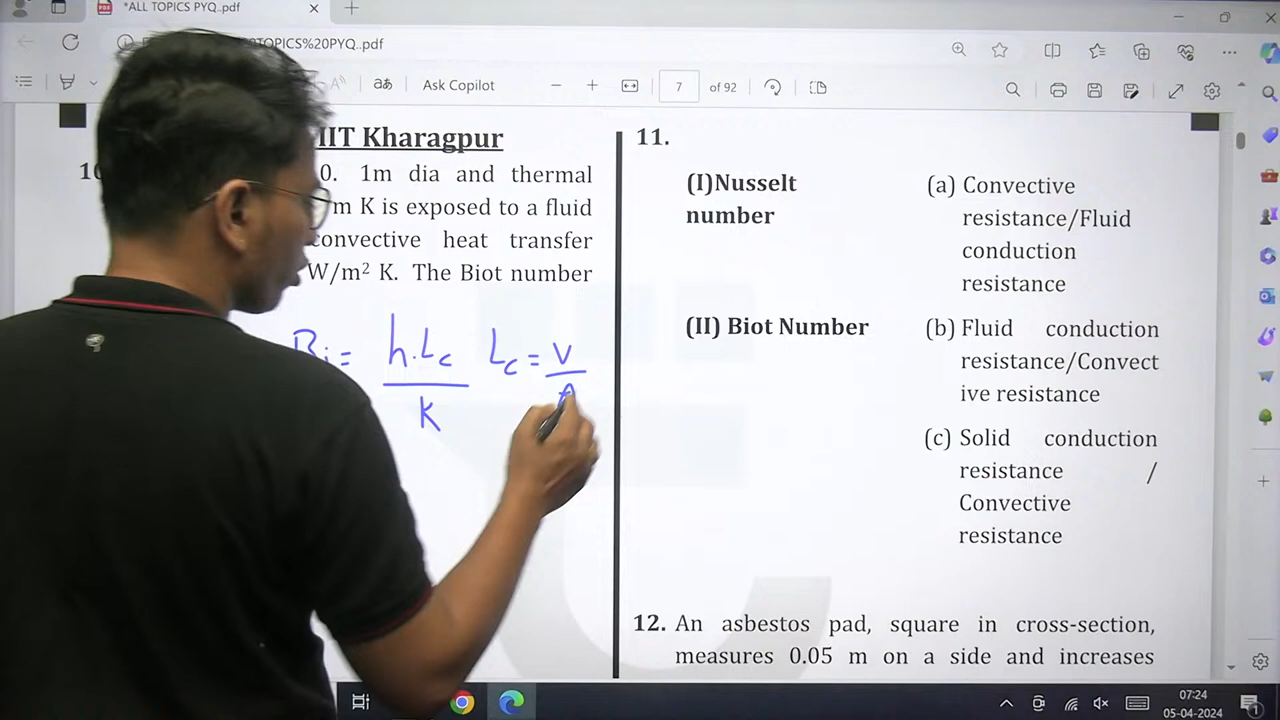 *ALL TOPICS PYQ..pdf
TOPICS%20PYQ..pdf
aあ
Ask Copilot
7
of 92
IIT Kharagpur
0. 1m dia and thermal
m K is exposed to a fluid
convective heat transfer
W/m² K. The Biot number
Bi = h.Lc / k
Lc = V / A
11.
(I)Nusselt
number
(a) Convective
resistance/Fluid
conduction
resistance
(II) Biot Number
(b) Fluid conduction
resistance/Convect
ive resistance
(c) Solid conduction
resistance /
Convective
resistance
12. An asbestos pad, square in cross-section,
measures 0.05 m on a side and increases
07:24
05-04-2024